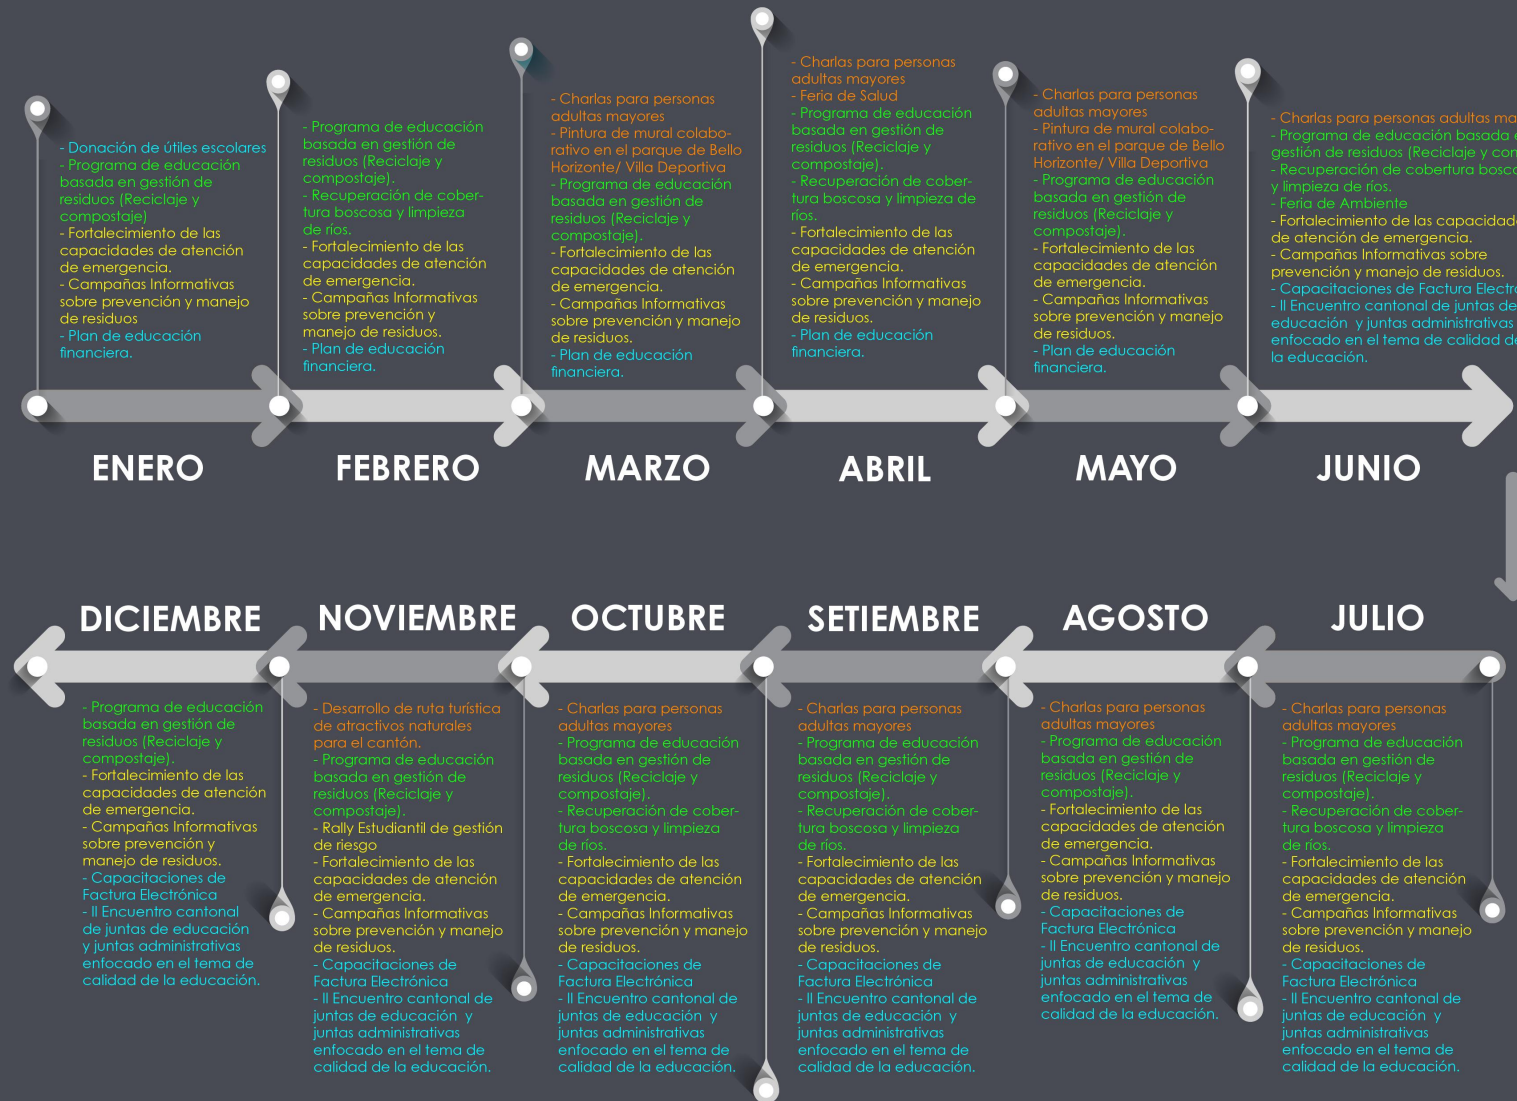 - Donación de útiles escolares
- Programa de educación
basada en gestión de
residuos (Reciclaje y
compostaje)
- Fortalecimiento de las
capacidades de atención
de emergencia.
- Campañas Informativas
sobre prevención y manejo
de residuos
- Plan de educación
financiera.
ENERO
- Programa de educación
basada en gestión de
residuos (Reciclaje y
compostaje).
- Recuperación de cober-
tura boscosa y limpieza
de ríos.
- Fortalecimiento de las
capacidades de atención
de emergencia.
- Campañas Informativas
sobre prevención y
manejo de residuos.
- Plan de educación
financiera.
FEBRERO
- Charlas para personas
adultas mayores
- Pintura de mural colabo-
rativo en el parque de Bello
Horizonte/ Villa Deportiva
- Programa de educación
basada en gestión de
residuos (Reciclaje y
compostaje).
- Fortalecimiento de las
capacidades de atención
de emergencia.
- Campañas Informativas
sobre prevención y manejo
de residuos.
- Plan de educación
financiera.
MARZO
- Charlas para personas
adultas mayores
- Feria de Salud
- Programa de educación
basada en gestión de
residuos (Reciclaje y
compostaje).
- Recuperación de cober-
tura boscosa y limpieza de
ríos.
- Fortalecimiento de las
capacidades de atención
de emergencia.
- Campañas Informativas
sobre prevención y manejo
de residuos.
- Plan de educación
financiera.
ABRIL
- Charlas para personas
adultas mayores
- Pintura de mural colabo-
rativo en el parque de Bello
Horizonte/ Villa Deportiva
- Programa de educación
basada en gestión de
residuos (Reciclaje y
compostaje).
- Fortalecimiento de las
capacidades de atención
de emergencia.
- Campañas Informativas
sobre prevención y manejo
de residuos.
- Plan de educación
financiera.
MAYO
- Charlas para personas adultas
- Programa de educación basada
gestión de residuos (Reciclaje y
- Recuperación de cobertura
y limpieza de ríos.
- Feria de Ambiente
- Fortalecimiento de las
de atención de emergencia.
- Campañas Informativas sobre
prevención y manejo de residuos.
- Capacitaciones de Factura
- II Encuentro cantonal de juntas de
educación y juntas administrativas
enfocado en el tema de calidad de
la educación.
JUNIO
DICIEMBRE
- Programa de educación
basada en gestión de
residuos (Reciclaje y
compostaje).
- Fortalecimiento de las
capacidades de atención
de emergencia.
- Campañas Informativas
sobre prevención y
manejo de residuos.
- Capacitaciones de
Factura Electrónica
- II Encuentro cantonal
de juntas de educación
y juntas administrativas
enfocado en el tema de
calidad de la educación.
NOVIEMBRE
- Desarrollo de ruta turística
de atractivos naturales
para el cantón.
- Programa de educación
basada en gestión de
residuos (Reciclaje y
compostaje).
- Rally Estudiantil de gestión
de riesgo
- Fortalecimiento de las
capacidades de atención
de emergencia.
- Campañas Informativas
sobre prevención y manejo
de residuos.
- Capacitaciones de
Factura Electrónica
- II Encuentro cantonal de
juntas de educación y
juntas administrativas
enfocado en el tema de
calidad de la educación.
OCTUBRE
- Charlas para personas
adultas mayores
- Programa de educación
basada en gestión de
residuos (Reciclaje y
compostaje).
- Recuperación de cober-
tura boscosa y limpieza
de ríos.
- Fortalecimiento de las
capacidades de atención
de emergencia.
- Campañas Informativas
sobre prevención y manejo
de residuos.
- Capacitaciones de
Factura Electrónica
- II Encuentro cantonal de
juntas de educación y
juntas administrativas
enfocado en el tema de
calidad de la educación.
SETIEMBRE
- Charlas para personas
adultas mayores
- Programa de educación
basada en gestión de
residuos (Reciclaje y
compostaje).
- Recuperación de cober-
tura boscosa y limpieza
de ríos.
- Fortalecimiento de las
capacidades de atención
de emergencia.
- Campañas Informativas
sobre prevención y manejo
de residuos.
- Capacitaciones de
Factura Electrónica
- II Encuentro cantonal de
juntas de educación y
juntas administrativas
enfocado en el tema de
calidad de la educación.
AGOSTO
- Charlas para personas
adultas mayores
- Programa de educación
basada en gestión de
residuos (Reciclaje y
compostaje).
- Fortalecimiento de las
capacidades de atención
de emergencia.
- Campañas Informativas
sobre prevención y manejo
de residuos.
- Capacitaciones de
Factura Electrónica
- II Encuentro cantonal de
juntas de educación y
juntas administrativas
enfocado en el tema de
calidad de la educación.
JULIO
- Charlas para personas
adultas mayores
- Programa de educación
basada en gestión de
residuos (Reciclaje y
compostaje).
- Recuperación de cober-
tura boscosa y limpieza
de ríos.
- Fortalecimiento de las
capacidades de atención
de emergencia.
- Campañas Informativas
sobre prevención y manejo
de residuos.
- Capacitaciones de
Factura Electrónica
- II Encuentro cantonal de
juntas de educación y
juntas administrativas
enfocado en el tema de
calidad de la educación.